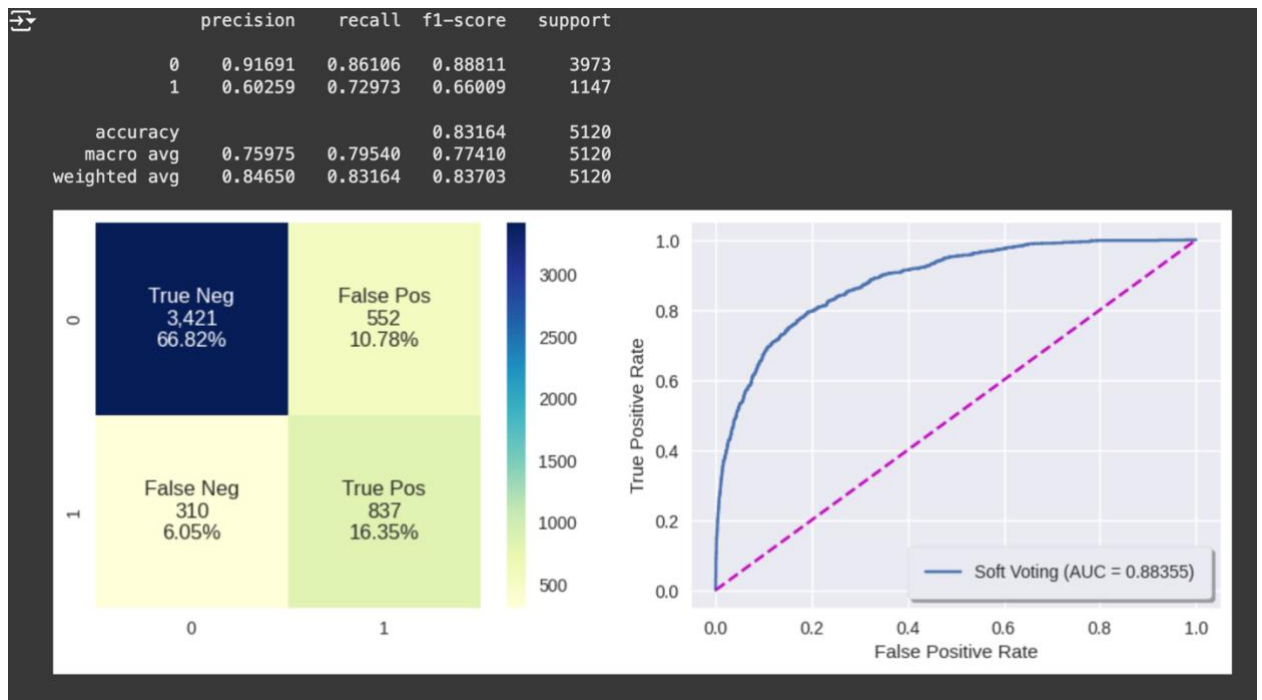 precision recall f1-score support
0 0.91691 0.86106 0.88811 3973
1 0.60259 0.72973 0.66009 1147
accuracy 0.83164 5120
macro avg 0.75975 0.79540 0.77410 5120
weighted avg 0.84650 0.83164 0.83703 5120
0
True Neg
3,421
66.82%
False Pos
552
10.78%
1
False Neg
310
6.05%
True Pos
837
16.35%
0 1
3000
2500
2000
1500
1000
500
True Positive Rate
1.0
0.8
0.6
0.4
0.2
0.0
Soft Voting (AUC = 0.88355)
0.0 0.2 0.4 0.6 0.8 1.0
False Positive Rate